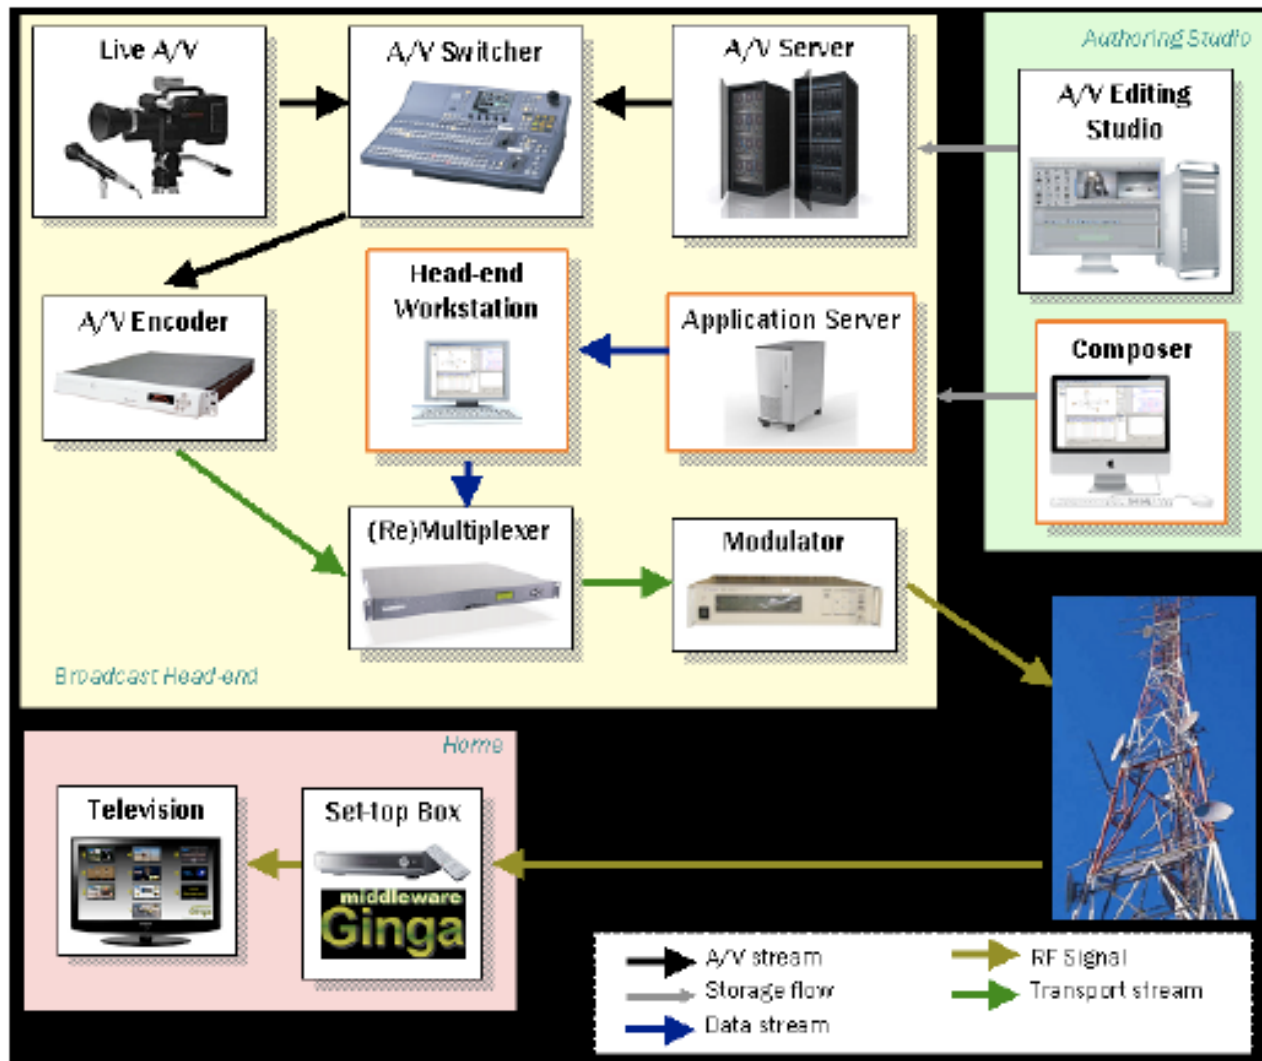 Live A/V
A/V Switcher
A/V Server
Authoring Studio
A/V Editing
Studio
Head-end
Workstation
Application Server
A/V Encoder
Composer
(Re)Multiplexer
Modulator
Broadcast Head-end
Home
Television
Set-top Box
middleware
Ginga
A/V stream
RF Signal
Storage flow
Transport stream
Data stream